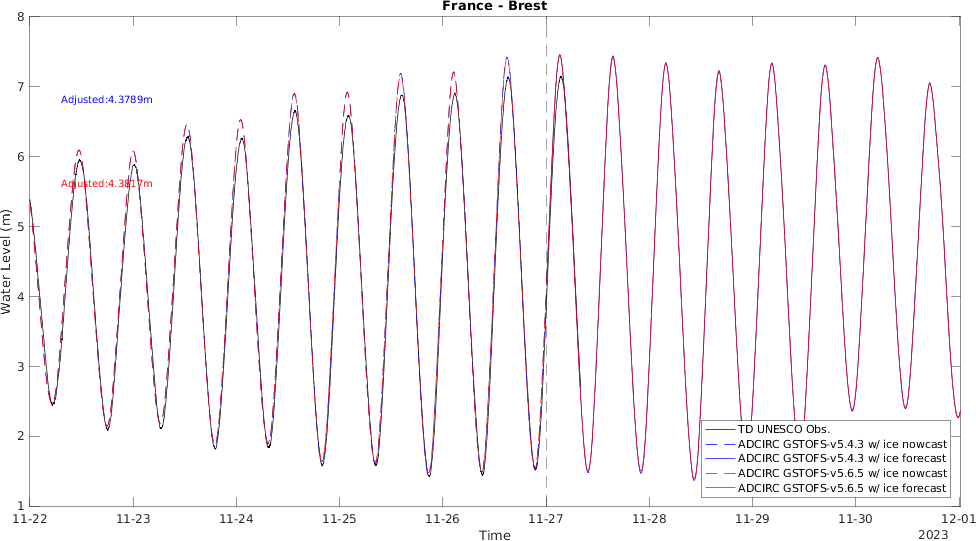 France - Brest
8
7
6
5
4
3
2
1
Water Level (m)
Adjusted:4.3789m
Adjusted:4.3817m
TD UNESCO Obs.
ADCIRC GSTOFS-v5.4.3 w/ ice nowcast
ADCIRC GSTOFS-v5.4.3 w/ ice forecast
ADCIRC GSTOFS-v5.6.5 w/ ice nowcast
ADCIRC GSTOFS-v5.6.5 w/ ice forecast
11-22 11-23 11-24 11-25 11-26 11-27 11-28 11-29 11-30 12-01
Time
2023